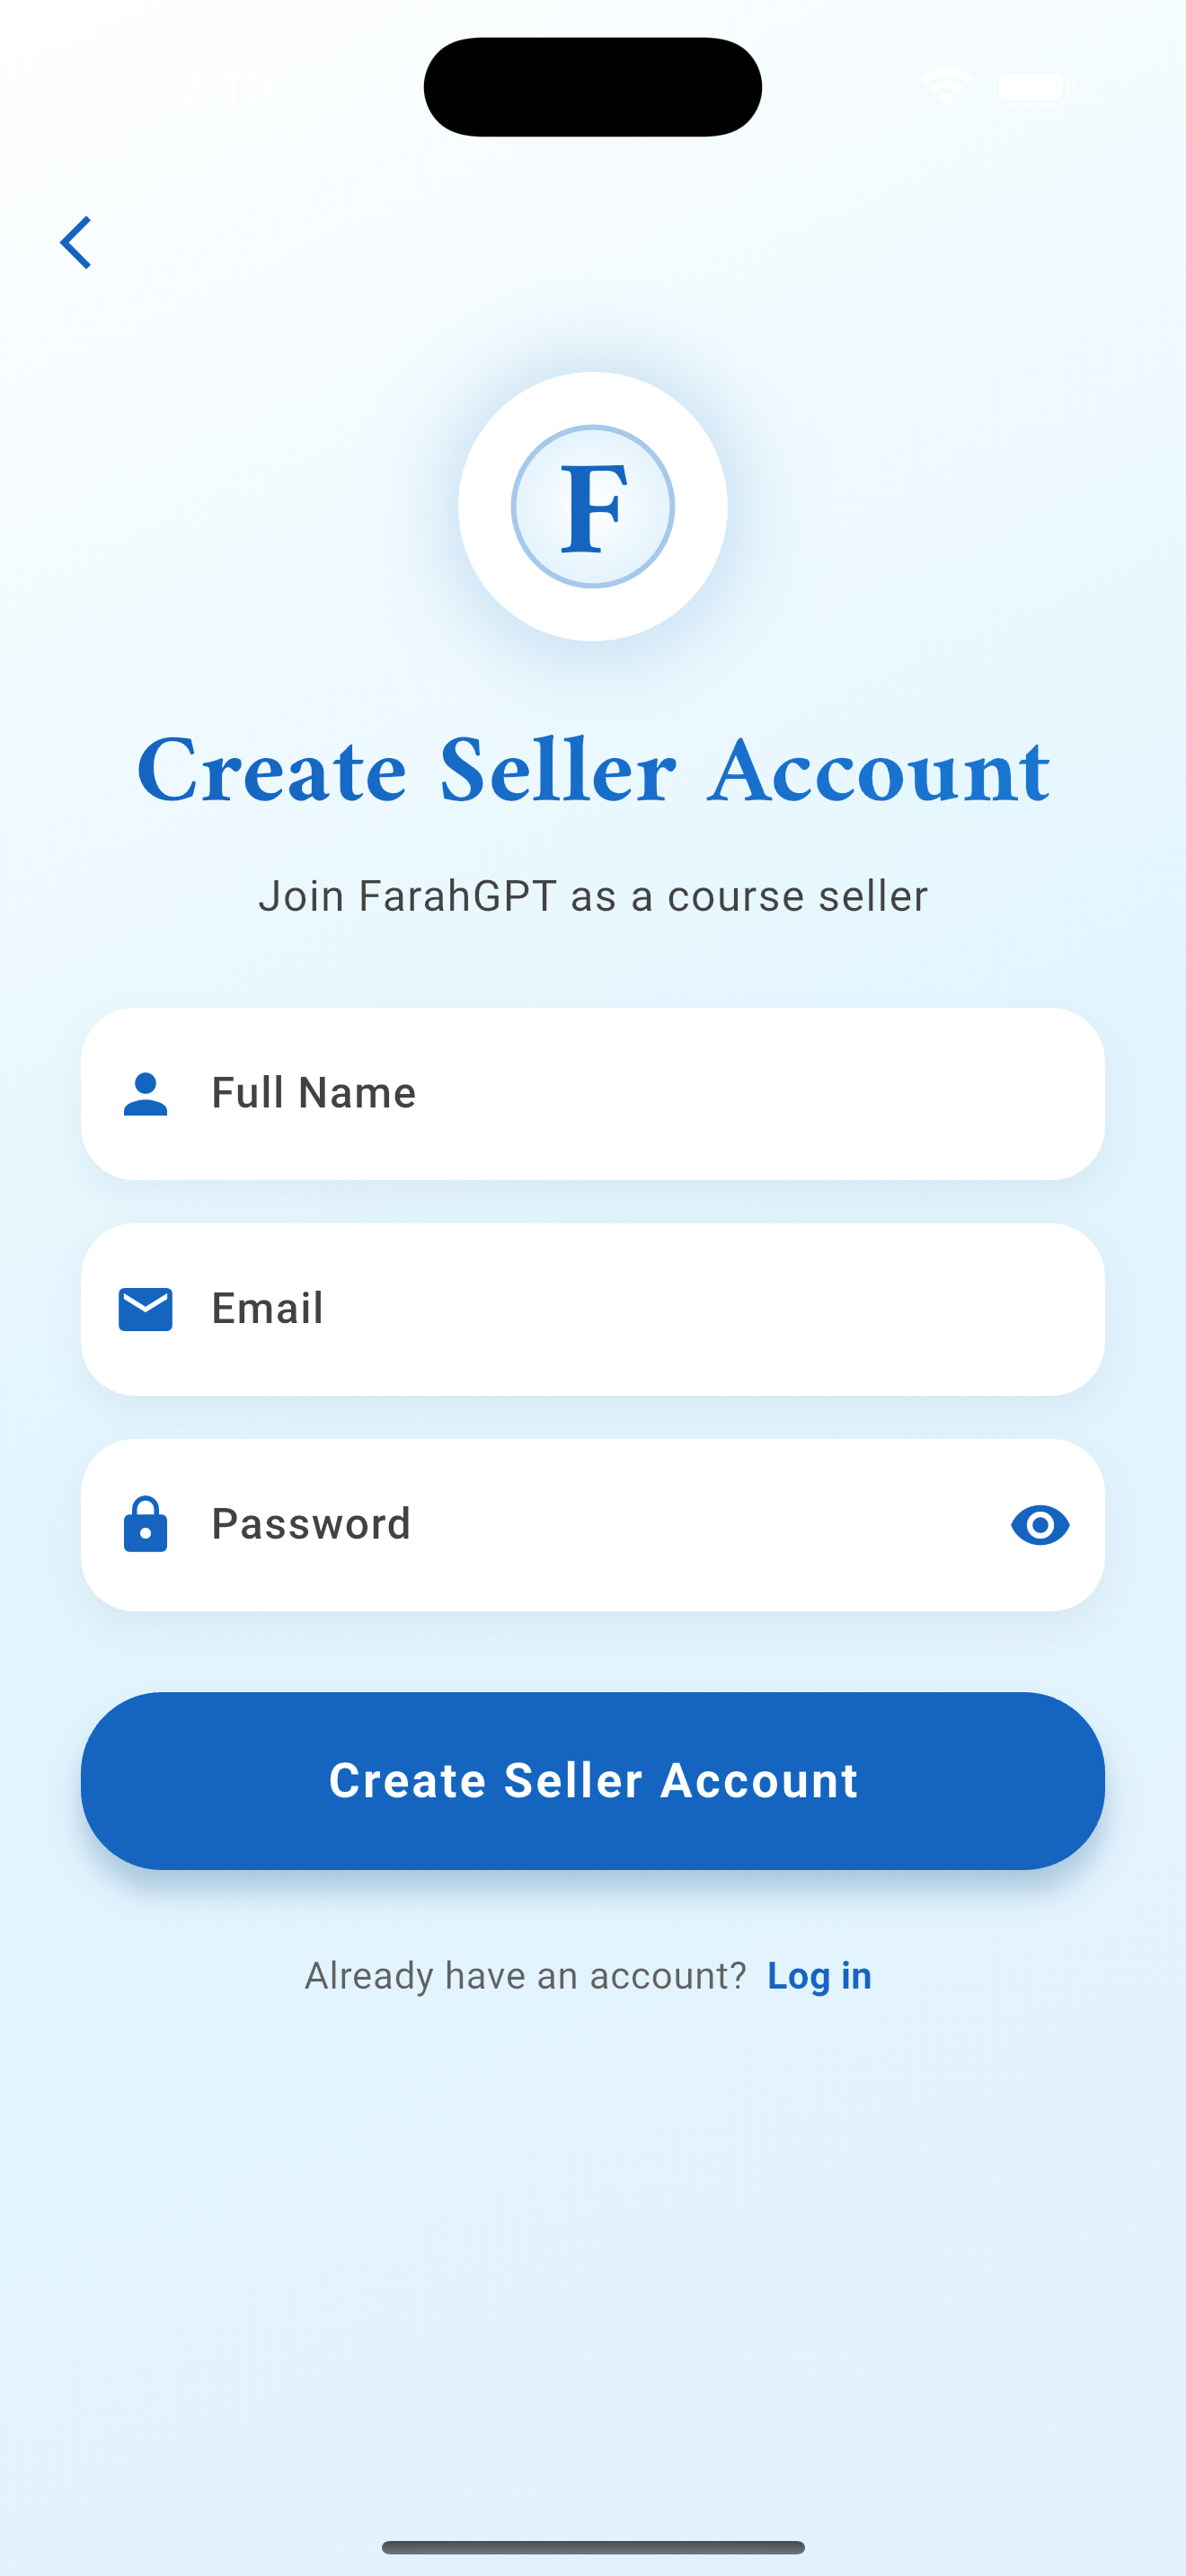 2:19
F
Create Seller Account
Join FarahGPT as a course seller
Full Name
Email
Password
Create Seller Account
Already have an account? Log in